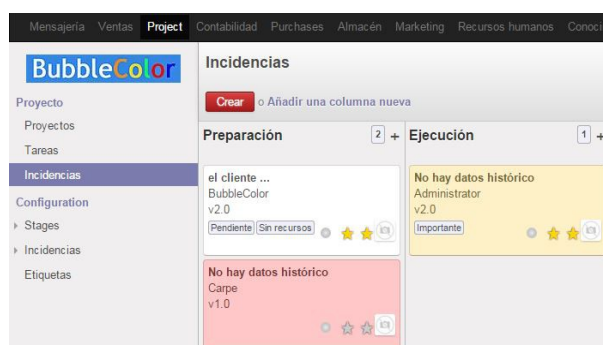 Mensajería Ventas Project Contabilidad Purchases Almacén Marketing Recursos humanos Conoci
BubbleColor
Proyecto
Proyectos
Tareas
Incidencias
Configuration
Stages
Incidencias
Etiquetas
Incidencias
Crear o Añadir una columna nueva
Preparación 2 +
el cliente ...
BubbleColor
v2.0
Pendiente Sin recursos
No hay datos histórico
Carpe
v1.0
Ejecución 1 +
No hay datos histórico
Administrator
v2.0
Importante